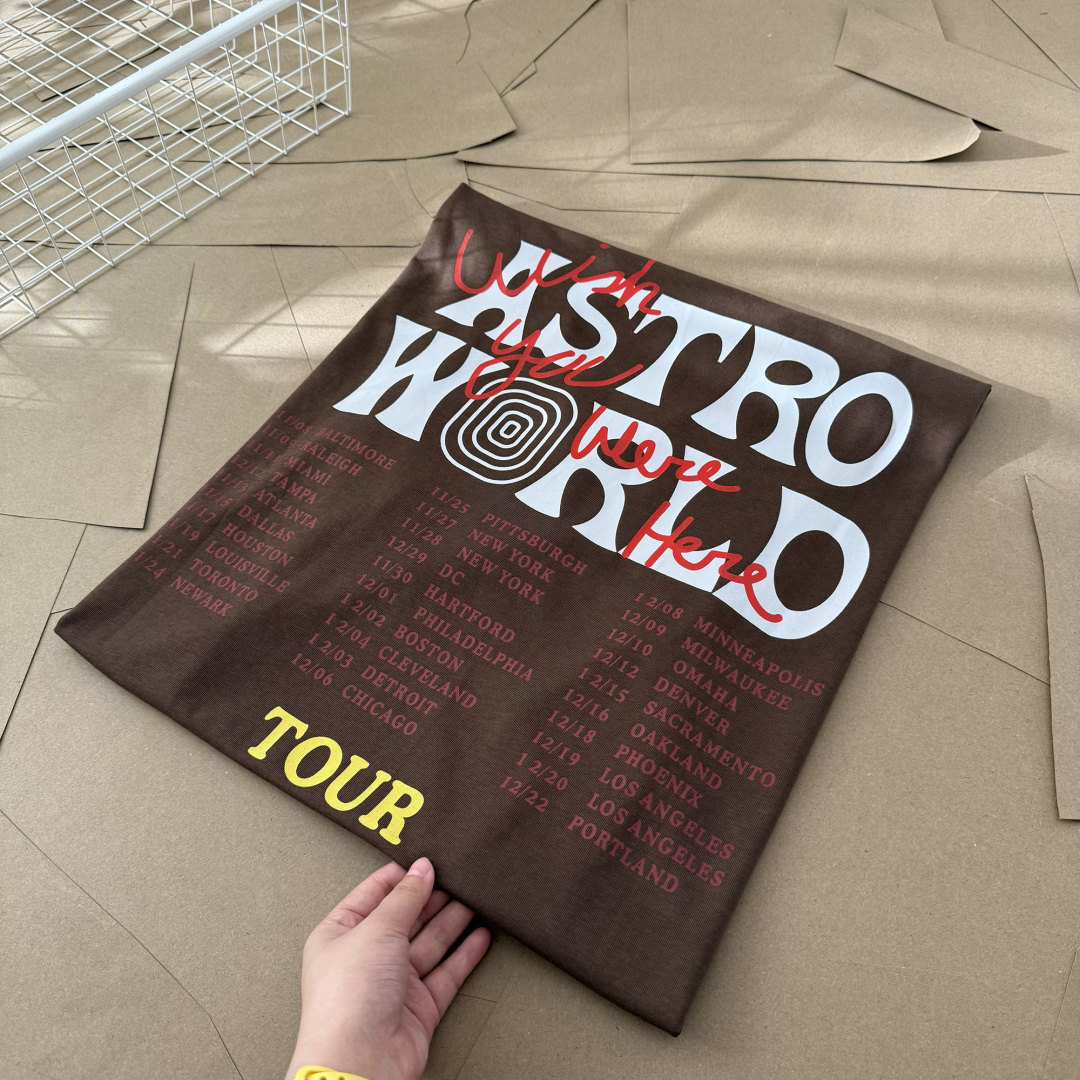 Wish
you
Were
Here
ASTRO
WORLD
BALTIMORE
RALEIGH
MIAMI
TAMPA
ATLANTA
DALLAS
HOUSTON
/19 LOUISVILLE
/21 TORONTO
/24 NEWARK
11/25 PITTSBURGH
11/27 NEW YORK
11/28 NEW YORK
12/29 DC
11/30 HARTFORD
12/01 PHILADELPHIA
12/02 BOSTON
12/04 CLEVELAND
12/03 DETROIT
12/06 CHICAGO
12/08 MINNEAPOLIS
12/09 MILWAUKEE
12/10 OMAHA
12/12 DENVER
12/15 SACRAMENTO
12/16 OAKLAND
12/18 PHOENIX
12/19 LOS ANGELES
12/20 LOS ANGELES
12/22 PORTLAND
TOUR